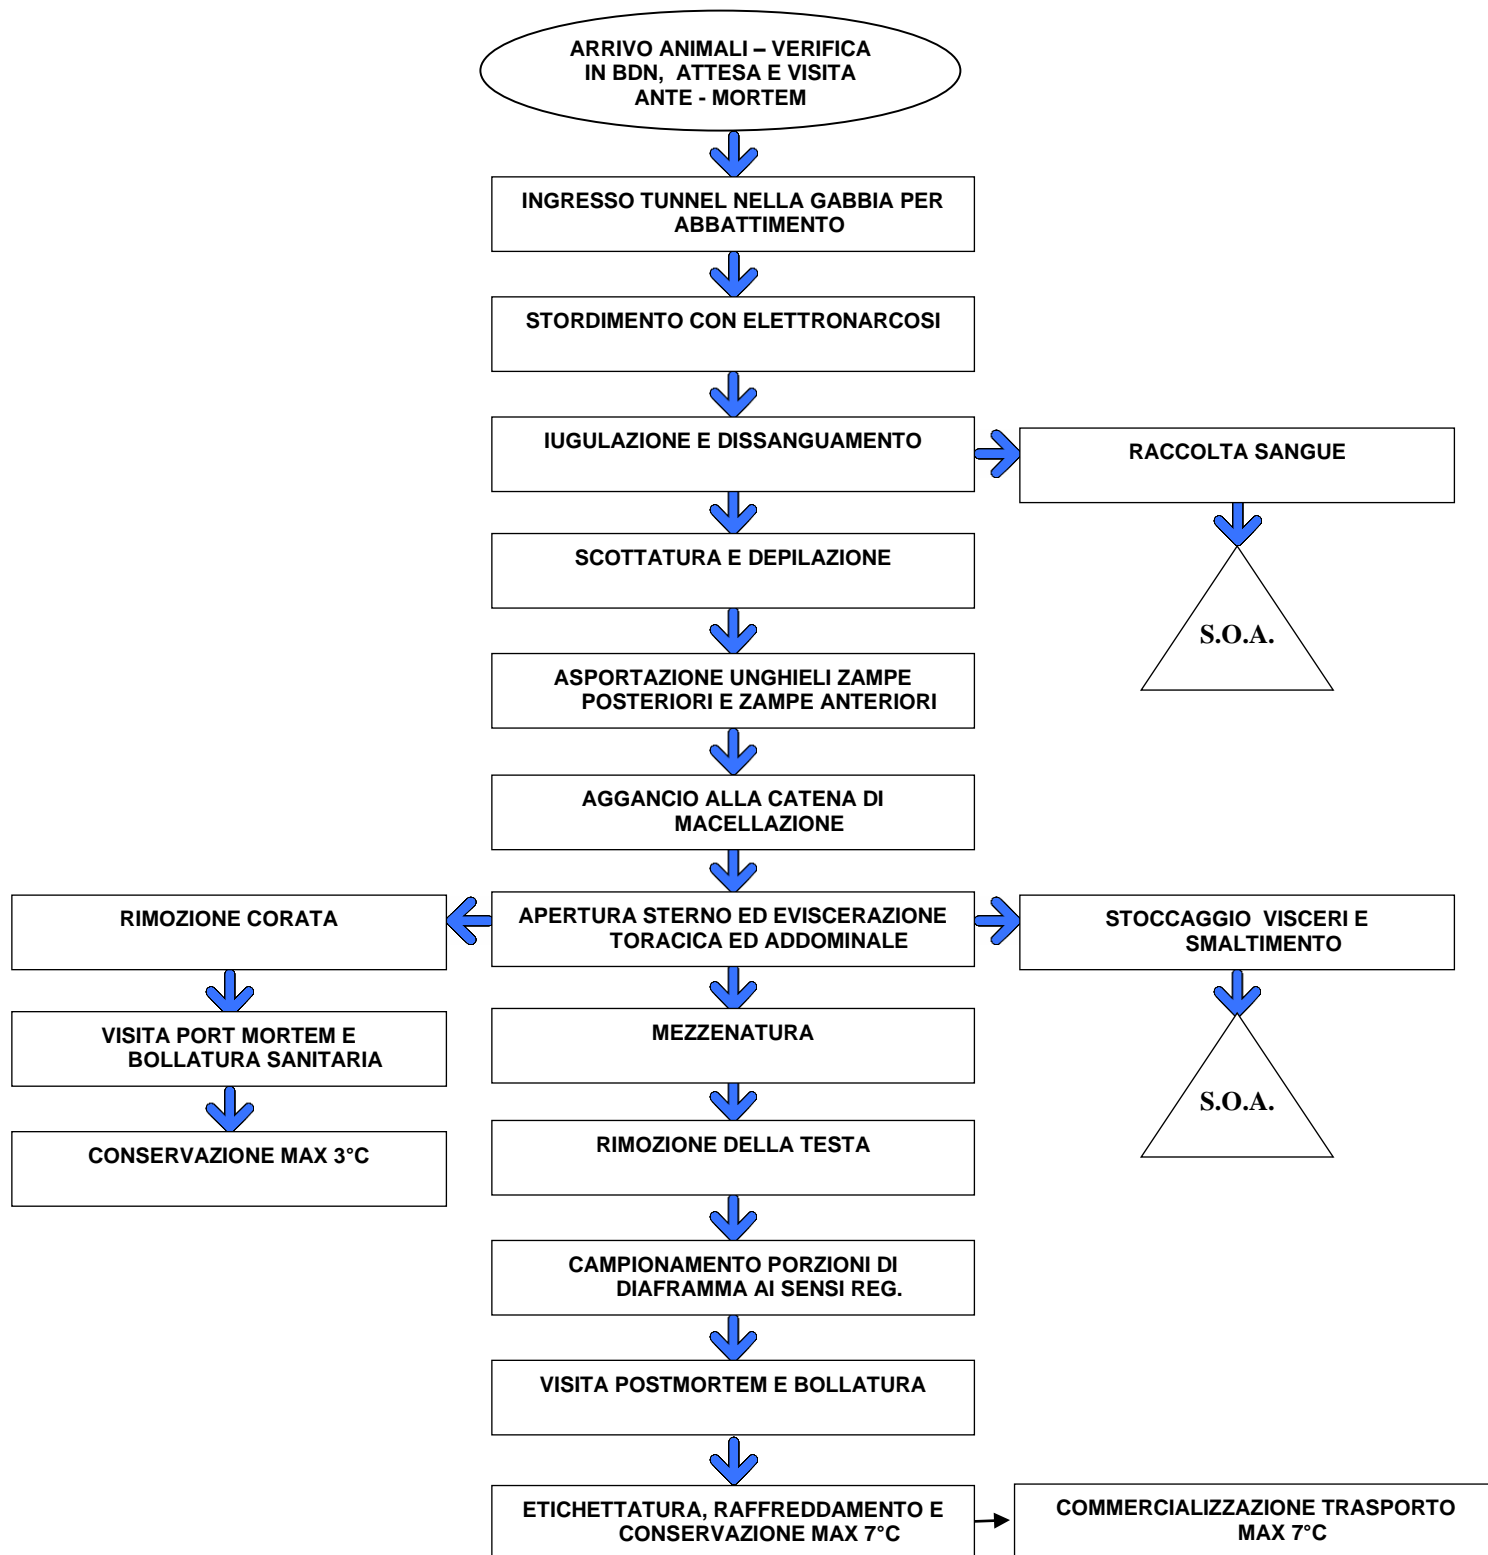 ARRIVO ANIMALI – VERIFICA
IN BDN, ATTESA E VISITA
ANTE - MORTEM
INGRESSO TUNNEL NELLA GABBIA PER
ABBATTIMENTO
STORDIMENTO CON ELETTRONARCOSI
IUGULAZIONE E DISSANGUAMENTO
RACCOLTA SANGUE
SCOTTATURA E DEPILAZIONE
S.O.A.
ASPORTAZIONE UNGHIELI ZAMPE
POSTERIORI E ZAMPE ANTERIORI
AGGANCIO ALLA CATENA DI
MACELLAZIONE
RIMOZIONE CORATA
APERTURA STERNO ED EVISCERAZIONE
TORACICA ED ADDOMINALE
STOCCAGGIO VISCERI E
SMALTIMENTO
VISITA PORT MORTEM E
BOLLATURA SANITARIA
MEZZENATURA
S.O.A.
CONSERVAZIONE MAX 3°C
RIMOZIONE DELLA TESTA
CAMPIONAMENTO PORZIONI DI
DIAFRAMMA AI SENSI REG.
VISITA POSTMORTEM E BOLLATURA
ETICHETTATURA, RAFFREDDAMENTO E
CONSERVAZIONE MAX 7°C
COMMERCIALIZZAZIONE TRASPORTO
MAX 7°C